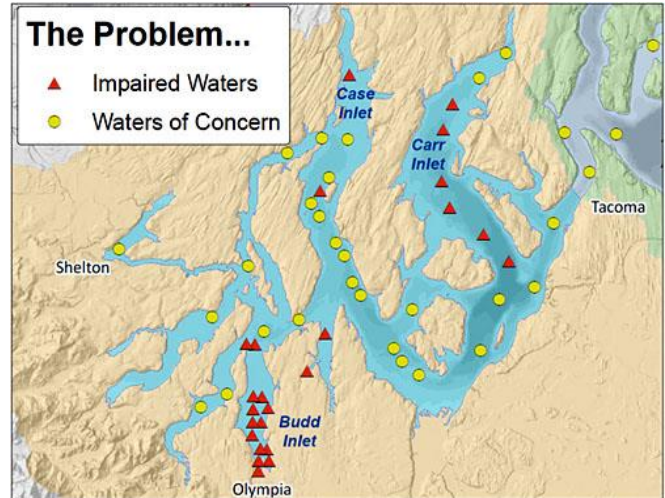 The Problem...
Impaired Waters
Waters of Concern
Case
Inlet
Carr
Inlet
Tacoma
Shelton
Budd
Inlet
Olympia